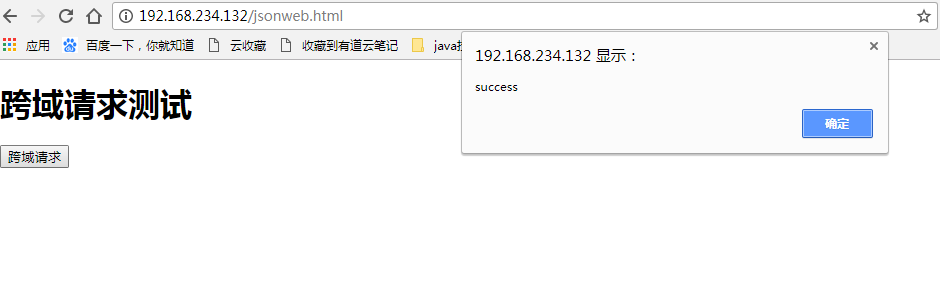 192.168.234.132/jsonweb.html
应用 百度一下，你就知道 云收藏 收藏到有道云笔记
192.168.234.132 显示：
success
确定
跨域请求测试
跨域请求